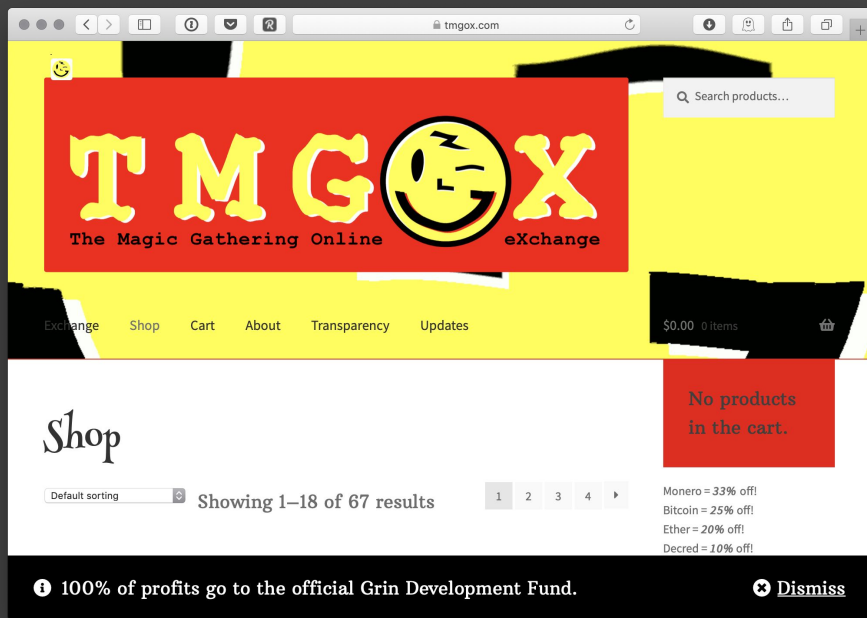 tmgox.com
Search products...
TMGOX
The Magic Gathering Online eXchange
Exchange Shop Cart About Transparency Updates
$0.00 0 items
Shop
No products
in the cart.
Default sorting
Showing 1–18 of 67 results
1 2 3 4
Monero = 33% off!
Bitcoin = 25% off!
Ether = 20% off!
Decred = 10% off!
100% of profits go to the official Grin Development Fund.
Dismiss